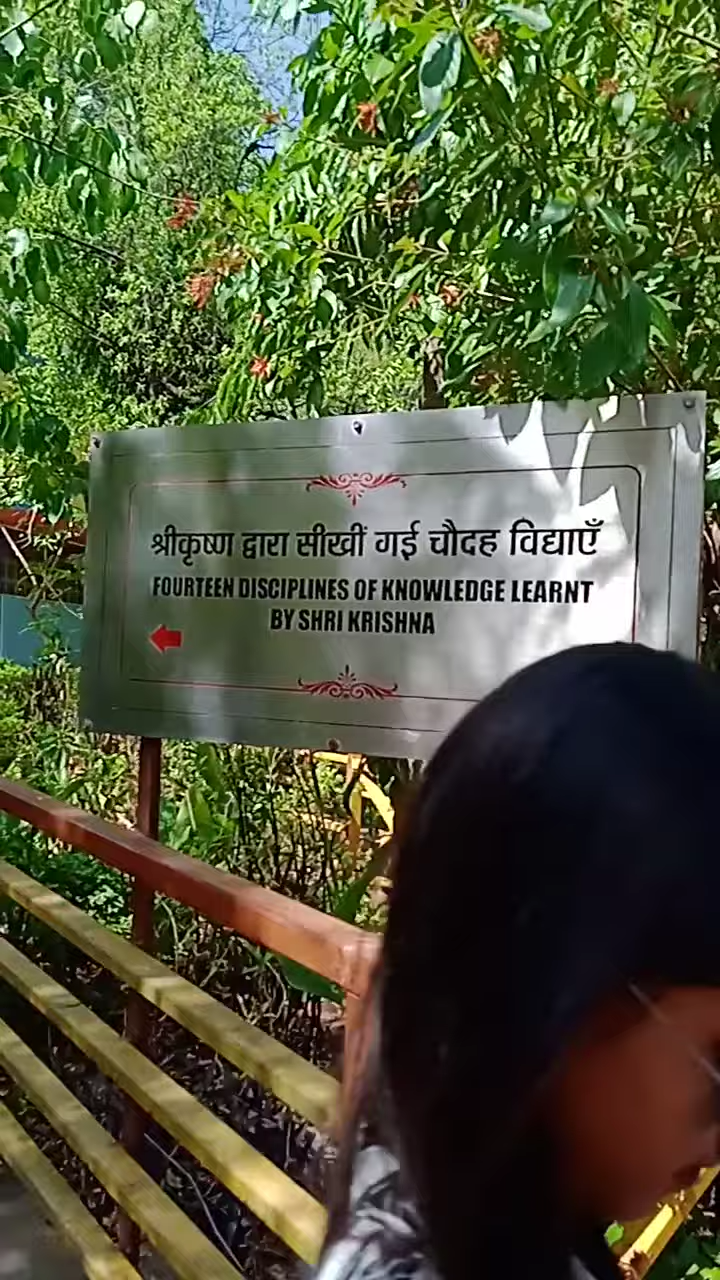 श्रीकृष्ण द्वारा सीखीं गई चौदह विद्याएँ
FOURTEEN DISCIPLINES OF KNOWLEDGE LEARNT
BY SHRI KRISHNA